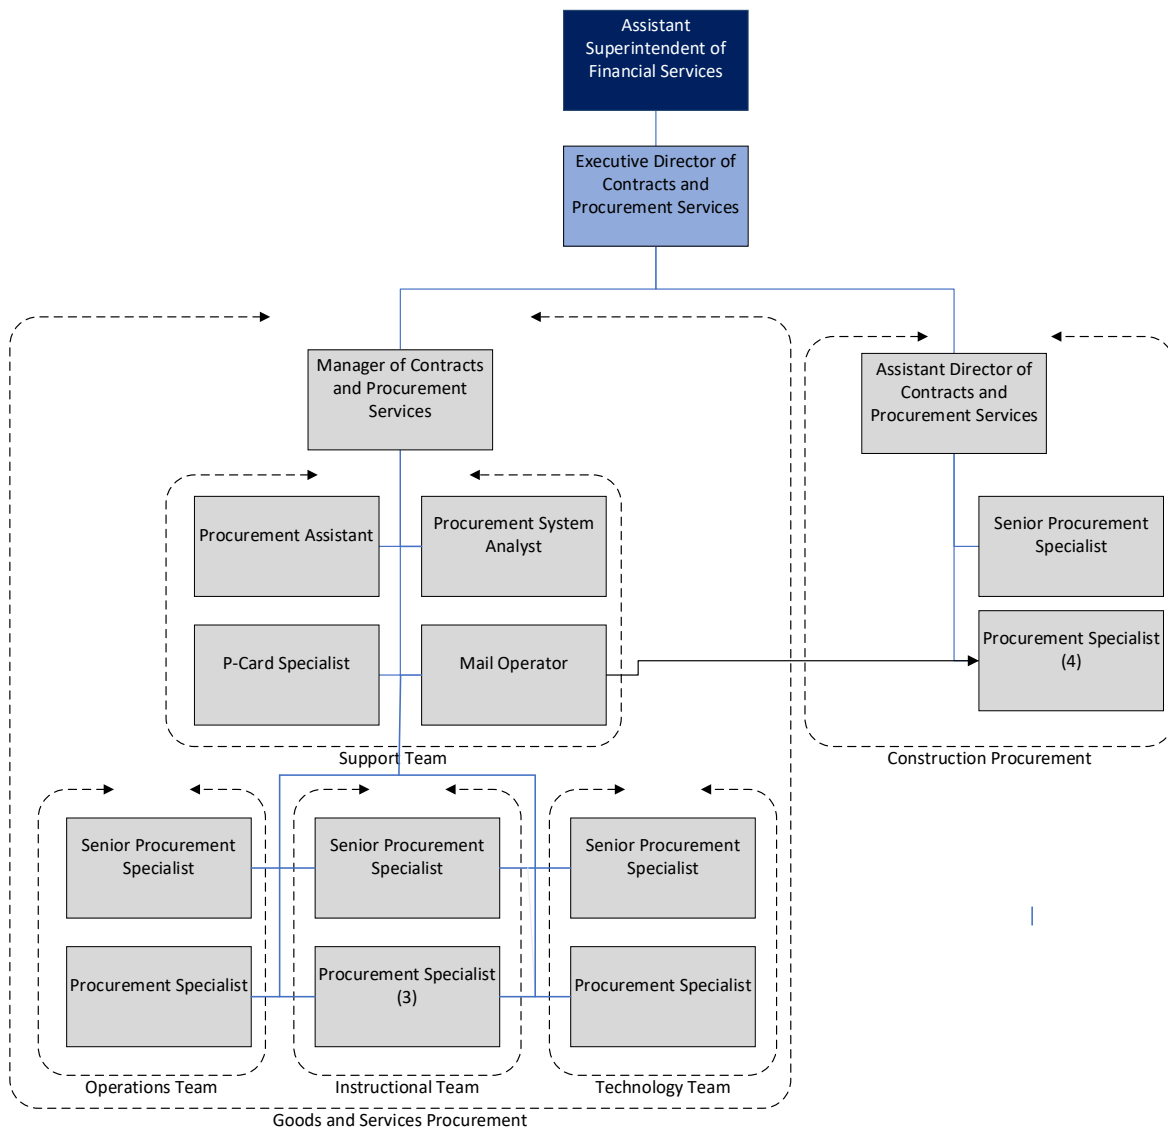 Assistant
Superintendent of
Financial Services
Executive Director of
Contracts and
Procurement Services
Manager of Contracts
and Procurement
Services
Assistant Director of
Contracts and
Procurement Services
Procurement Assistant
Procurement System
Analyst
Senior Procurement
Specialist
P-Card Specialist
Mail Operator
Procurement Specialist
(4)
Support Team
Construction Procurement
Senior Procurement
Specialist
Senior Procurement
Specialist
Senior Procurement
Specialist
Procurement Specialist
Procurement Specialist
(3)
Procurement Specialist
Operations Team
Instructional Team
Technology Team
Goods and Services Procurement